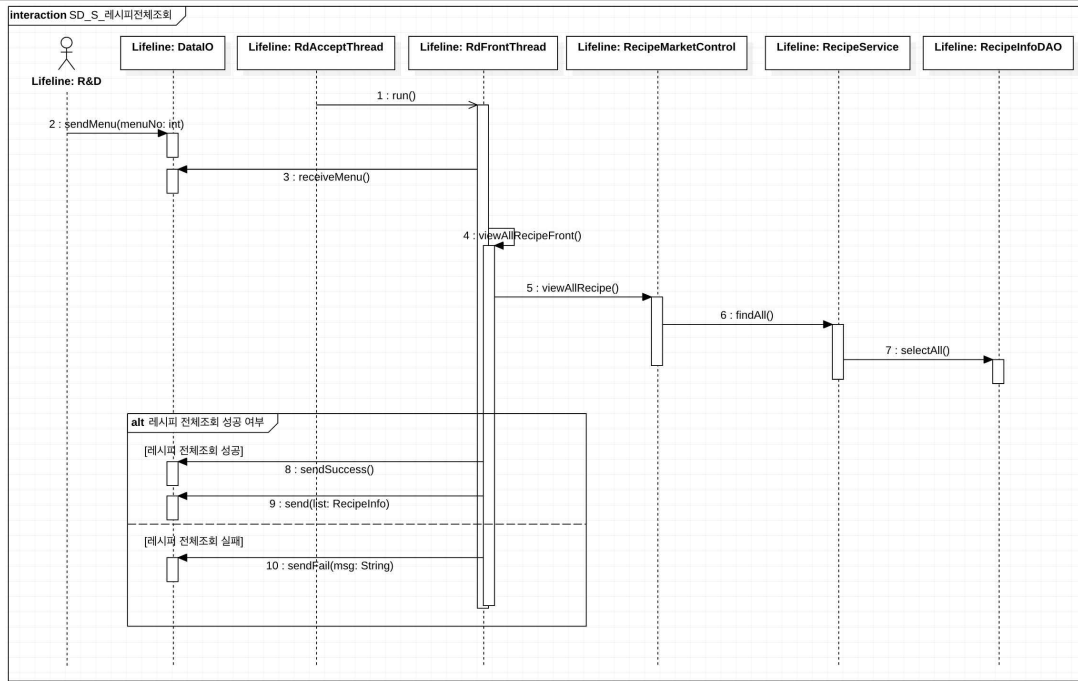 interaction SD_S_레시피전체조회
Lifeline: R&D
Lifeline: DataIO
Lifeline: RdAcceptThread
Lifeline: RdFrontThread
Lifeline: RecipeMarketControl
Lifeline: RecipeService
Lifeline: RecipeInfoDAO
1 : run()
2 : sendMenu(menuNo: int)
3 : receiveMenu()
4 : viewAllRecipeFront()
5 : viewAllRecipe()
6 : findAll()
7 : selectAll()
alt 레시피 전체조회 성공 여부
[레시피 전체조회 성공]
8 : sendSuccess()
9 : send(list: RecipeInfo)
[레시피 전체조회 실패]
10 : sendFail(msg: String)